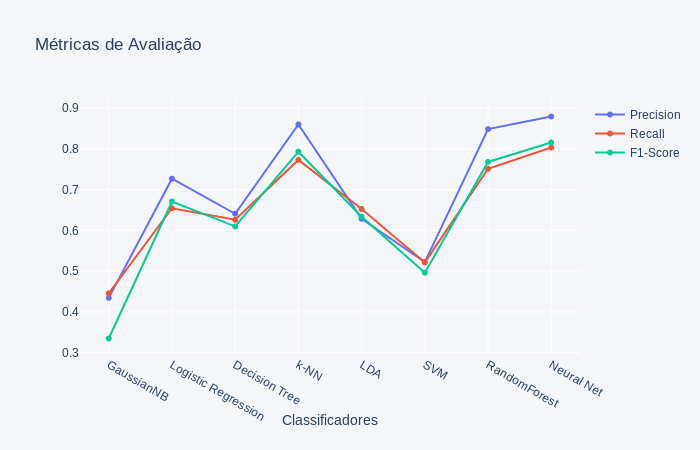 Métricas de Avaliação
0.9
0.8
0.7
0.6
0.5
0.4
0.3
GaussianNB
Logistic Regression
Decision Tree
k-NN
LDA
SVM
RandomForest
Neural Net
Classificadores
Precision
Recall
F1-Score